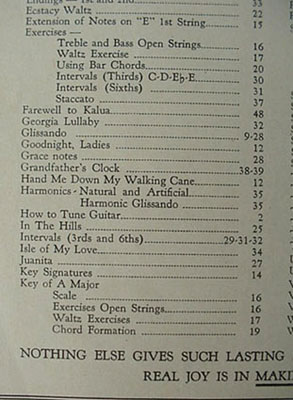 Endings — 1st and 2nd 33
Ecstacy Waltz 22
Extension of Notes on "E" 1st String 15
Exercises —
Treble and Bass Open Strings 16
Waltz Exercise 17
Using Bar Chords 20
Intervals (Thirds) C-D-E♭-E 30
Intervals (Sixths) 31
Staccato 37
Farewell to Kalua 48
Georgia Lullaby 32
Glissando 9-28
Goodnight, Ladies 12
Grace notes 28
Grandfather's Clock 38-39
Hand Me Down My Walking Cane 12
Harmonics - Natural and Artificial 35
Harmonic Glissando 35
How to Tune Guitar 2
In The Hills 25
Intervals (3rds and 6ths) 29-31-32
Isle of My Love 34
Juanita 27
Key Signatures 14
Key of A Major
Scale 16
Exercises Open Strings 16
Waltz Exercises 17
Chord Formation 19
NOTHING ELSE GIVES SUCH LASTING
REAL JOY IS IN